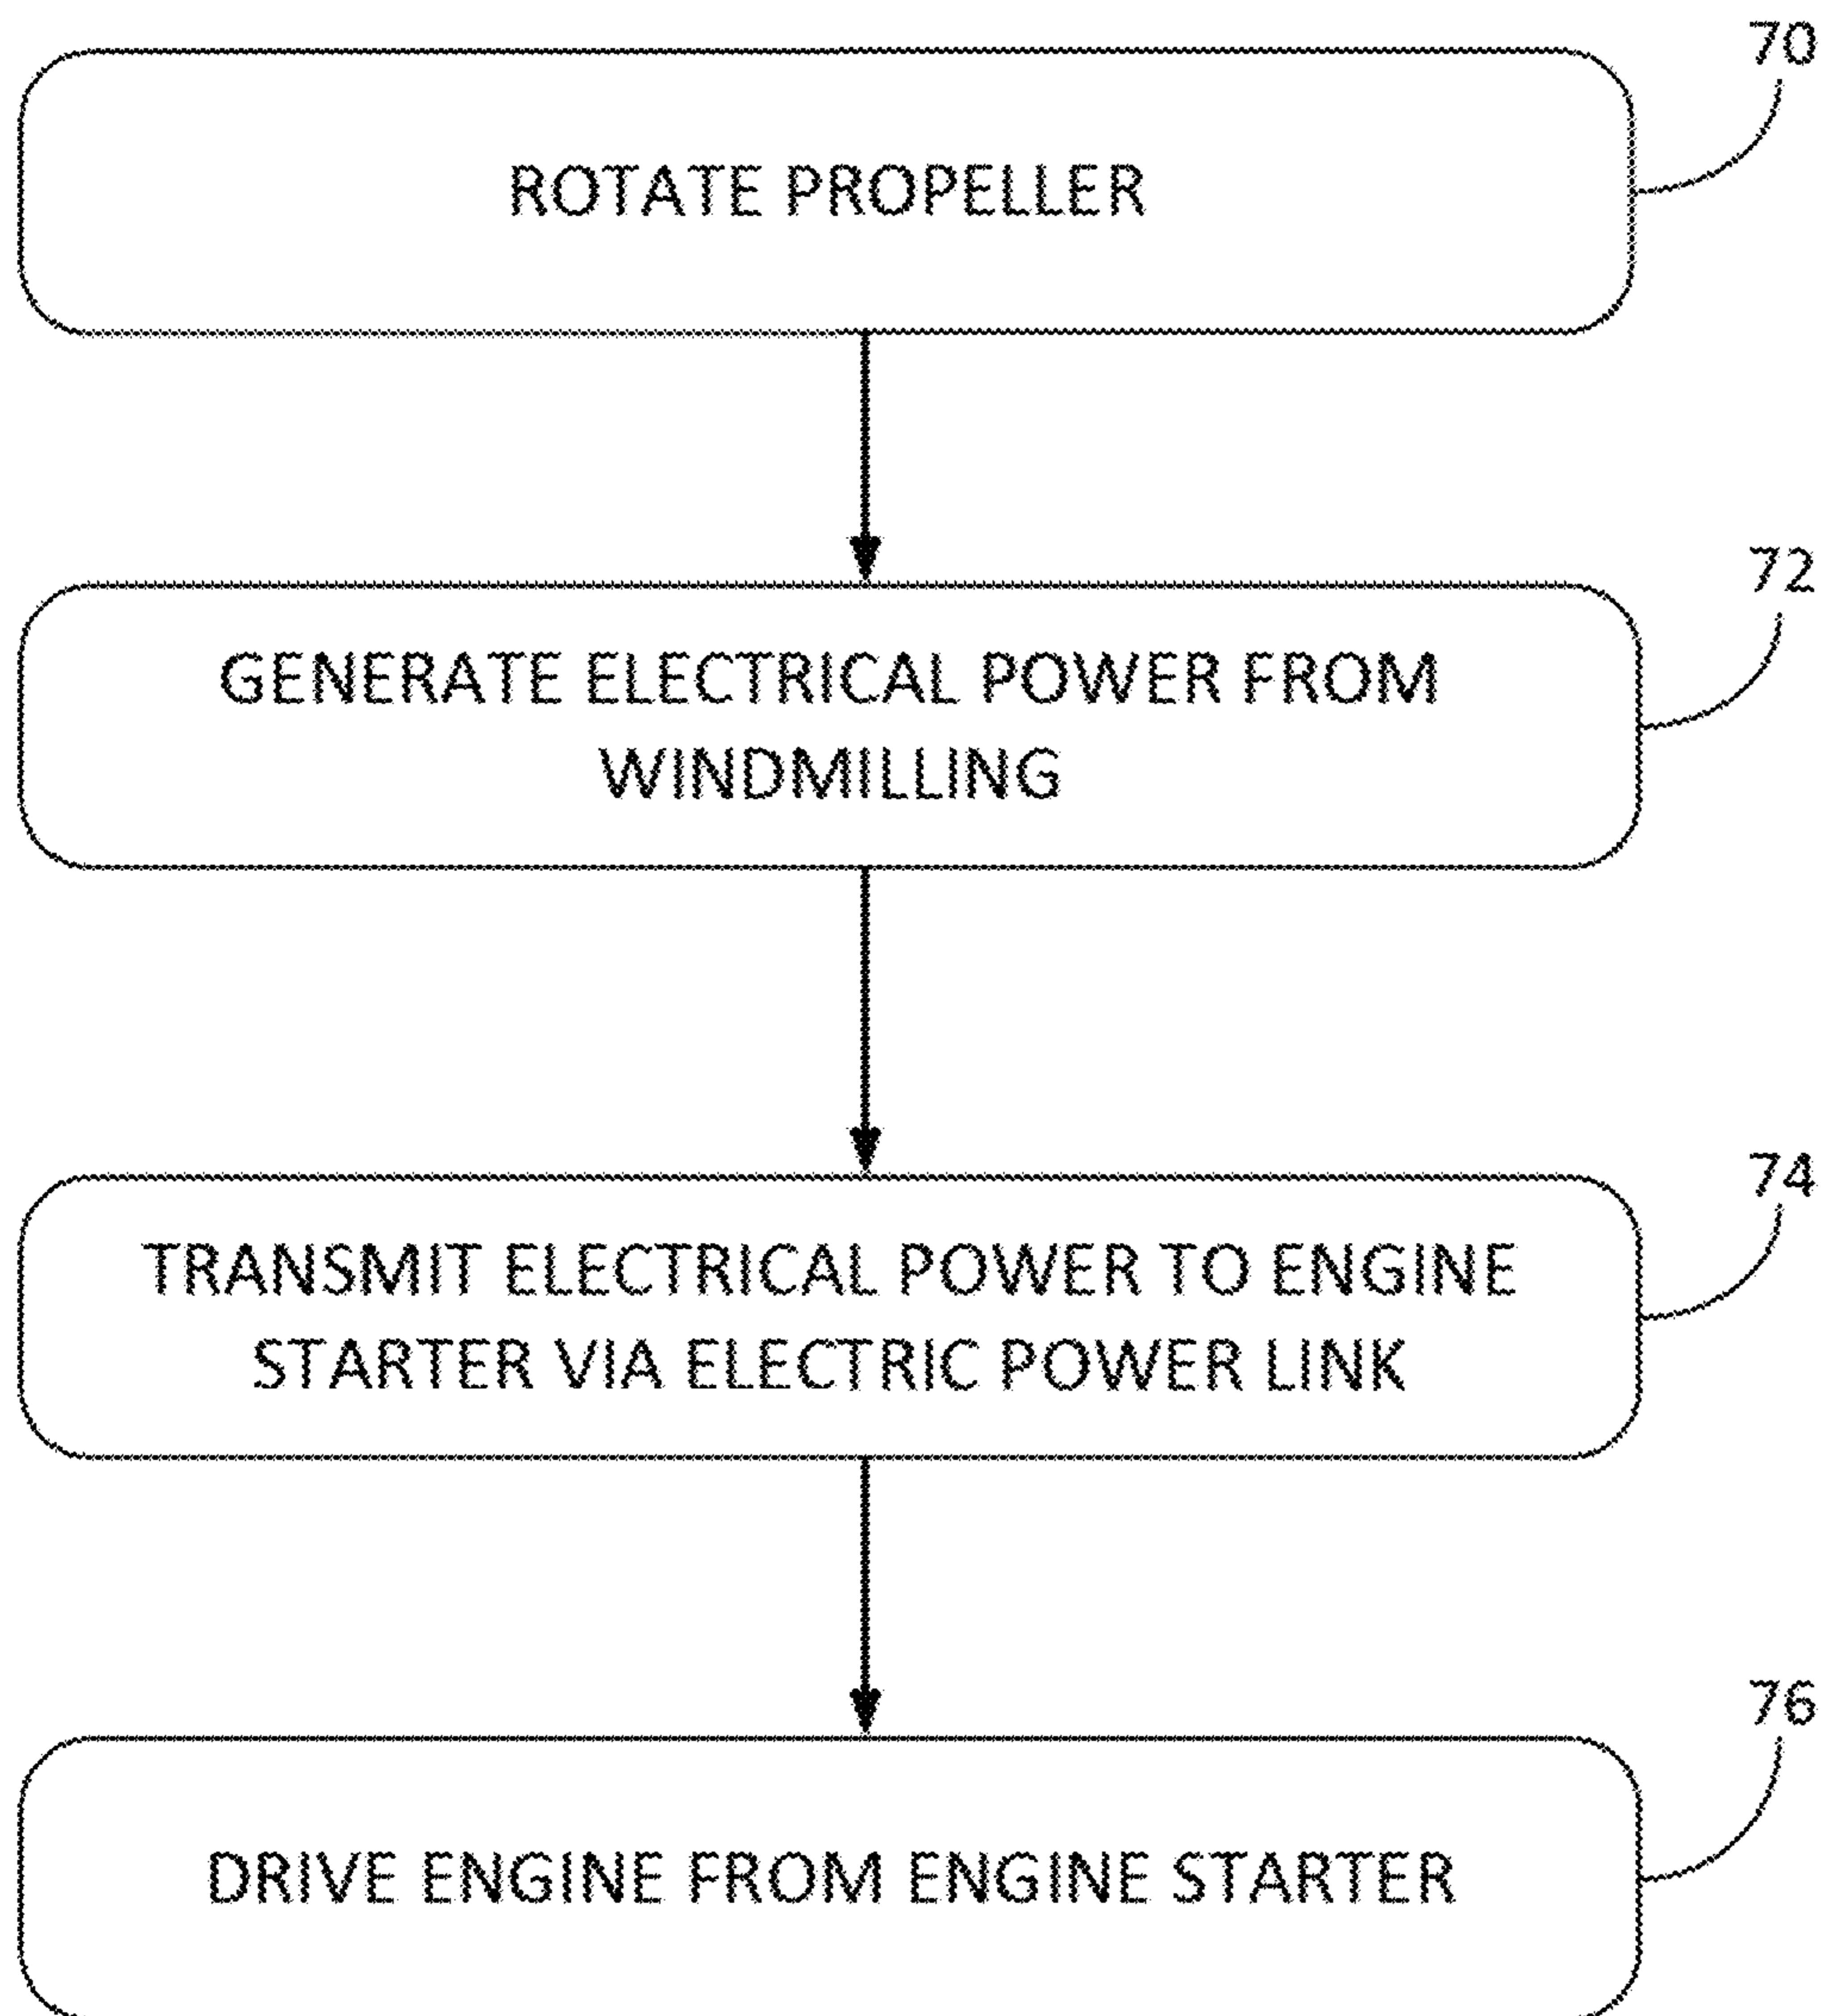 70
ROTATE PROPELLER
72
GENERATE ELECTRICAL POWER FROM
WINDMILLING
74
TRANSMIT ELECTRICAL POWER TO ENGINE
STARTER VIA ELECTRIC POWER LINK
76
DRIVE ENGINE FROM ENGINE STARTER